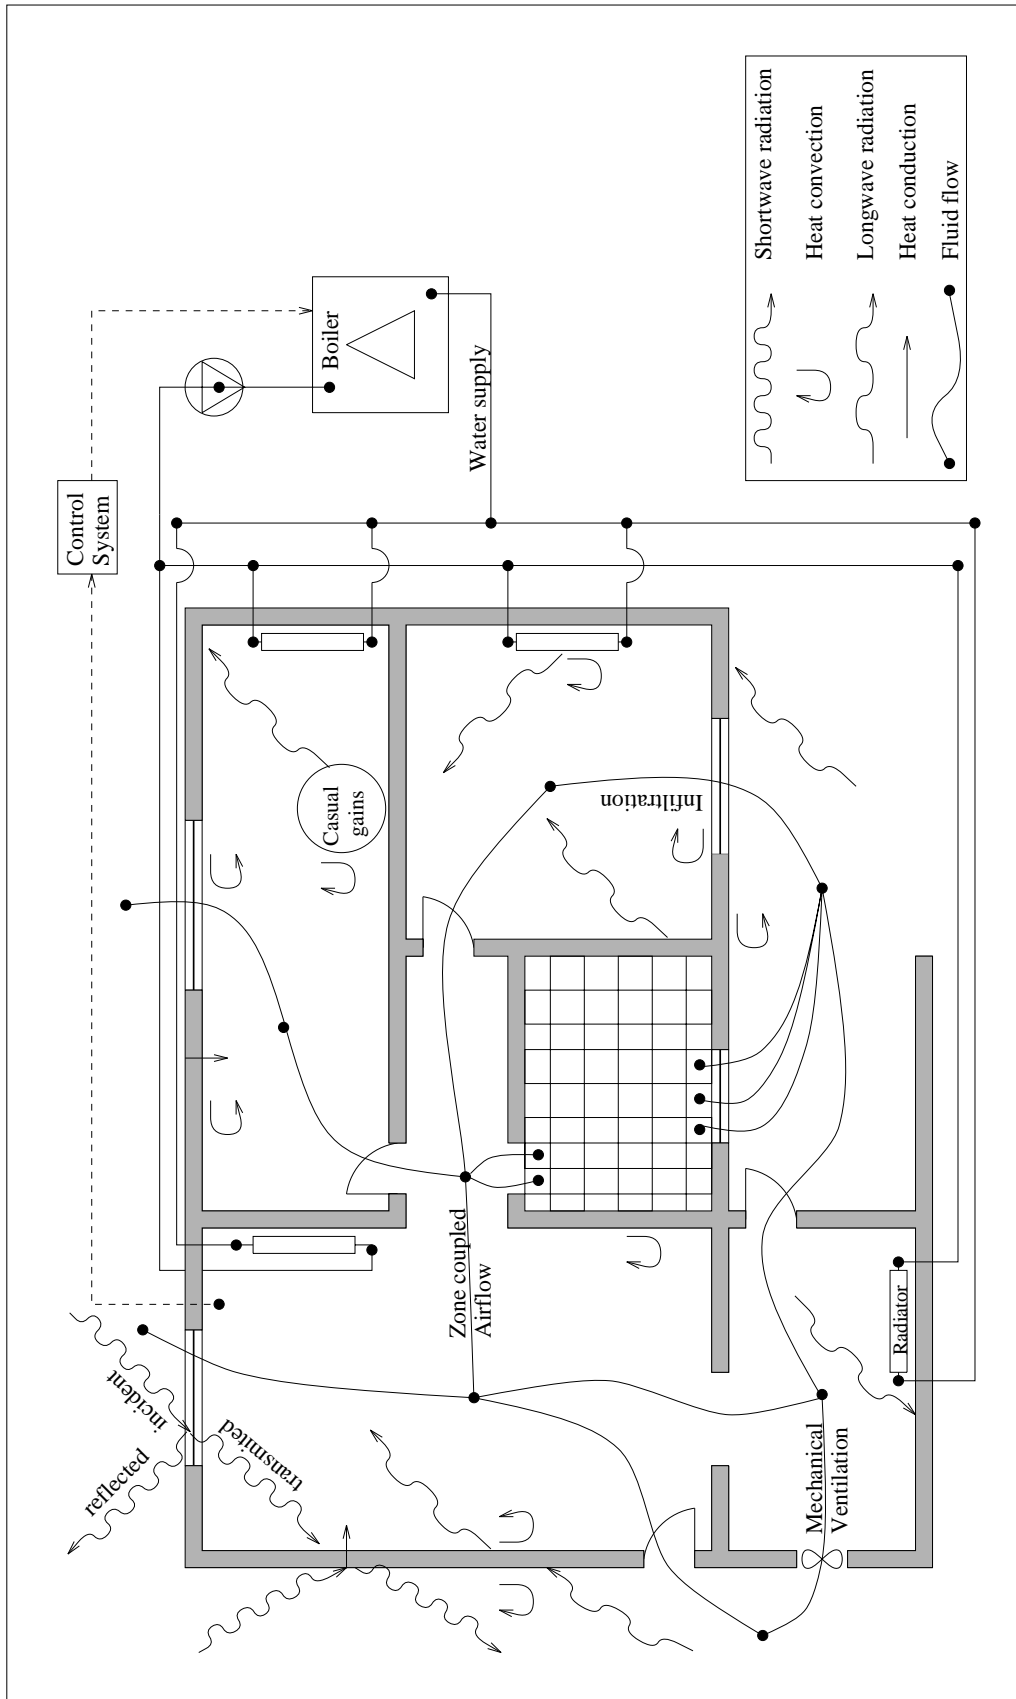 Shortwave radiation
Heat convection
Longwave radiation
Heat conduction
Fluid flow
Boiler
Water supply
Control
System
Casual
gains
Infiltration
Zone coupled
Airflow
incident
reflected
transmited
Mechanical
Ventilation
Radiator